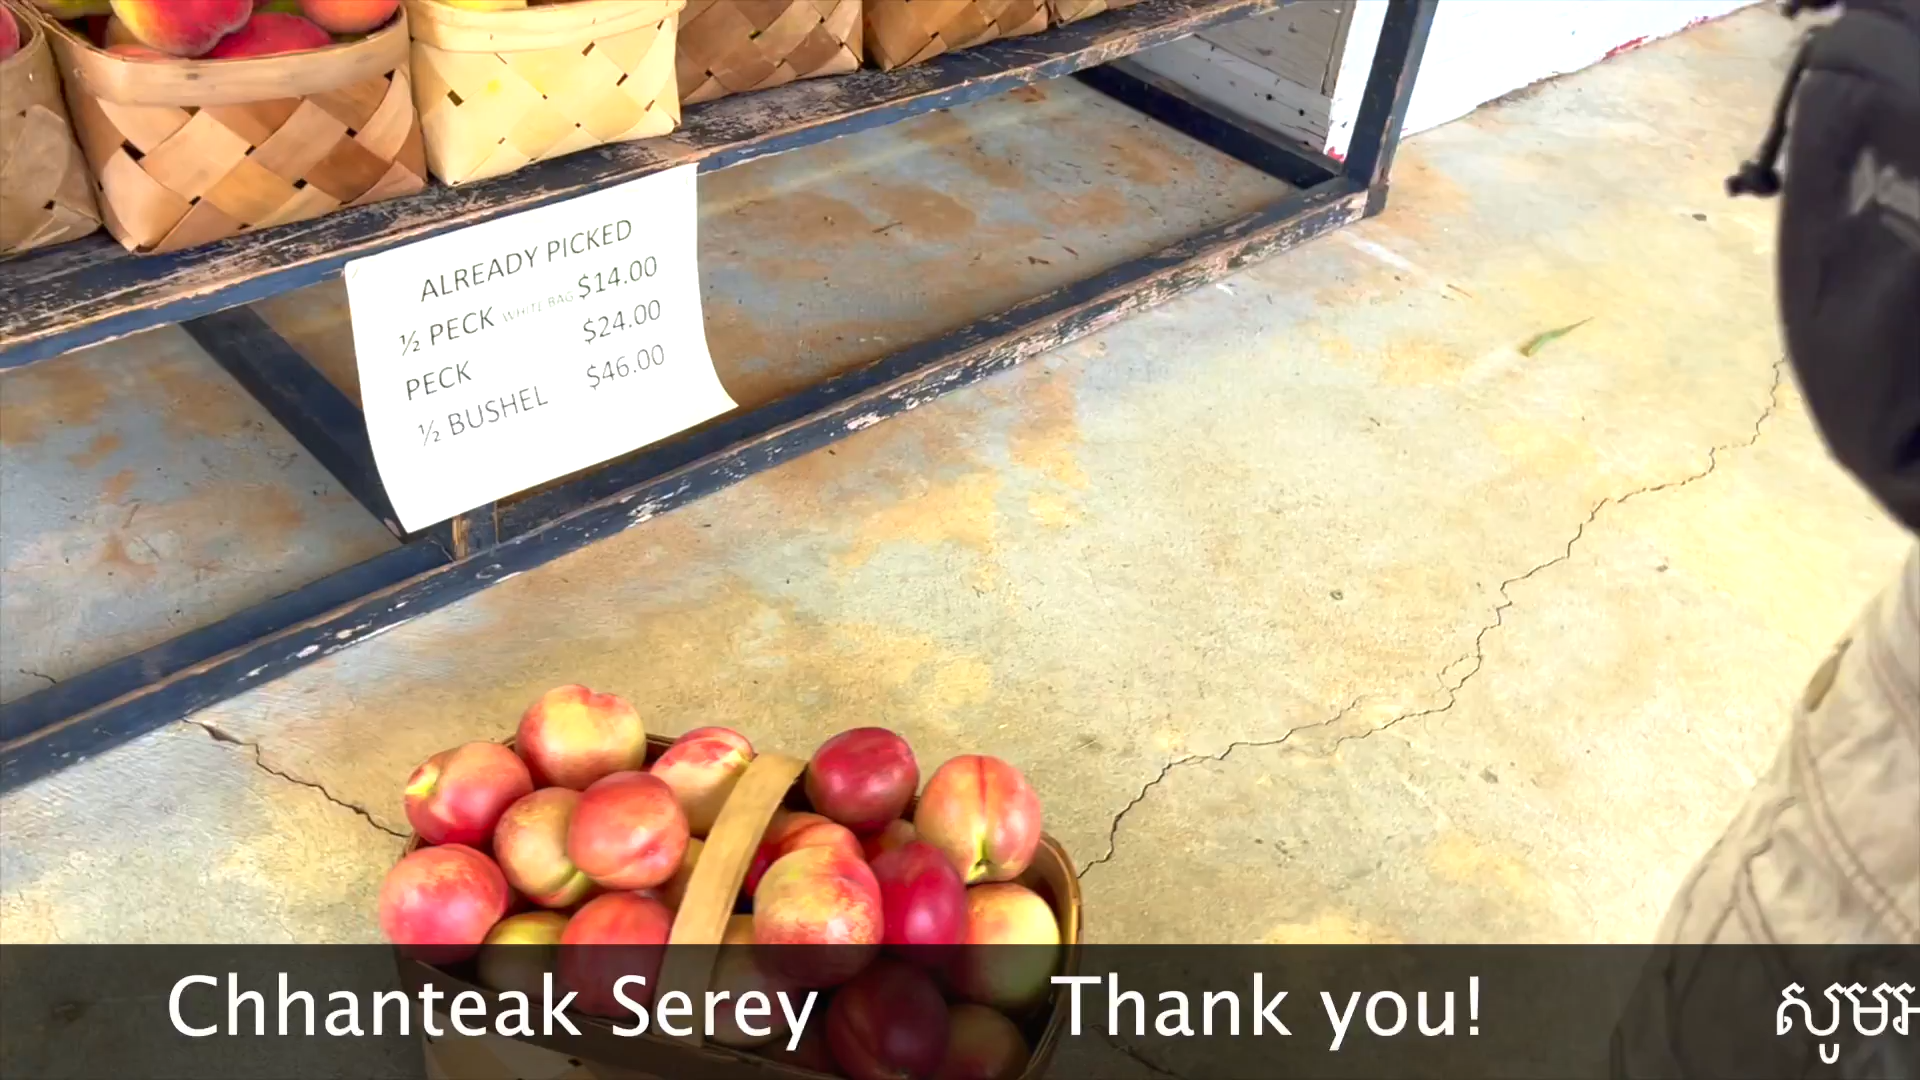 ALREADY PICKED
½ PECK WHITE BAG $14.00
PECK $24.00
½ BUSHEL $46.00
Chhanteak Serey Thank you!